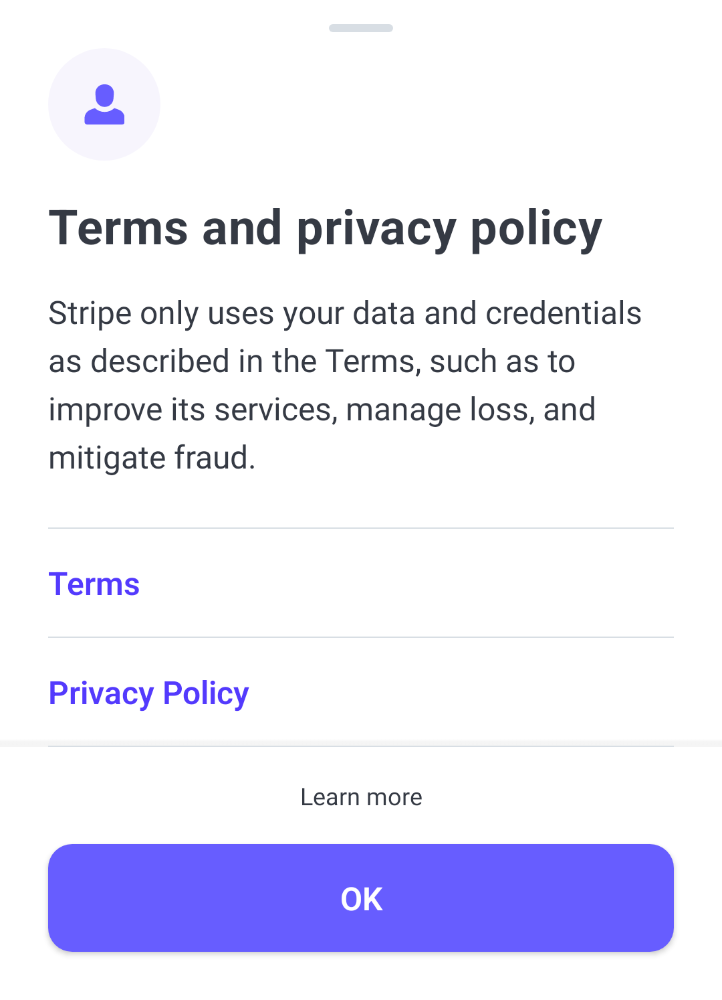 Terms and privacy policy
Stripe only uses your data and credentials
as described in the Terms, such as to
improve its services, manage loss, and
mitigate fraud.
Terms
Privacy Policy
Learn more
OK